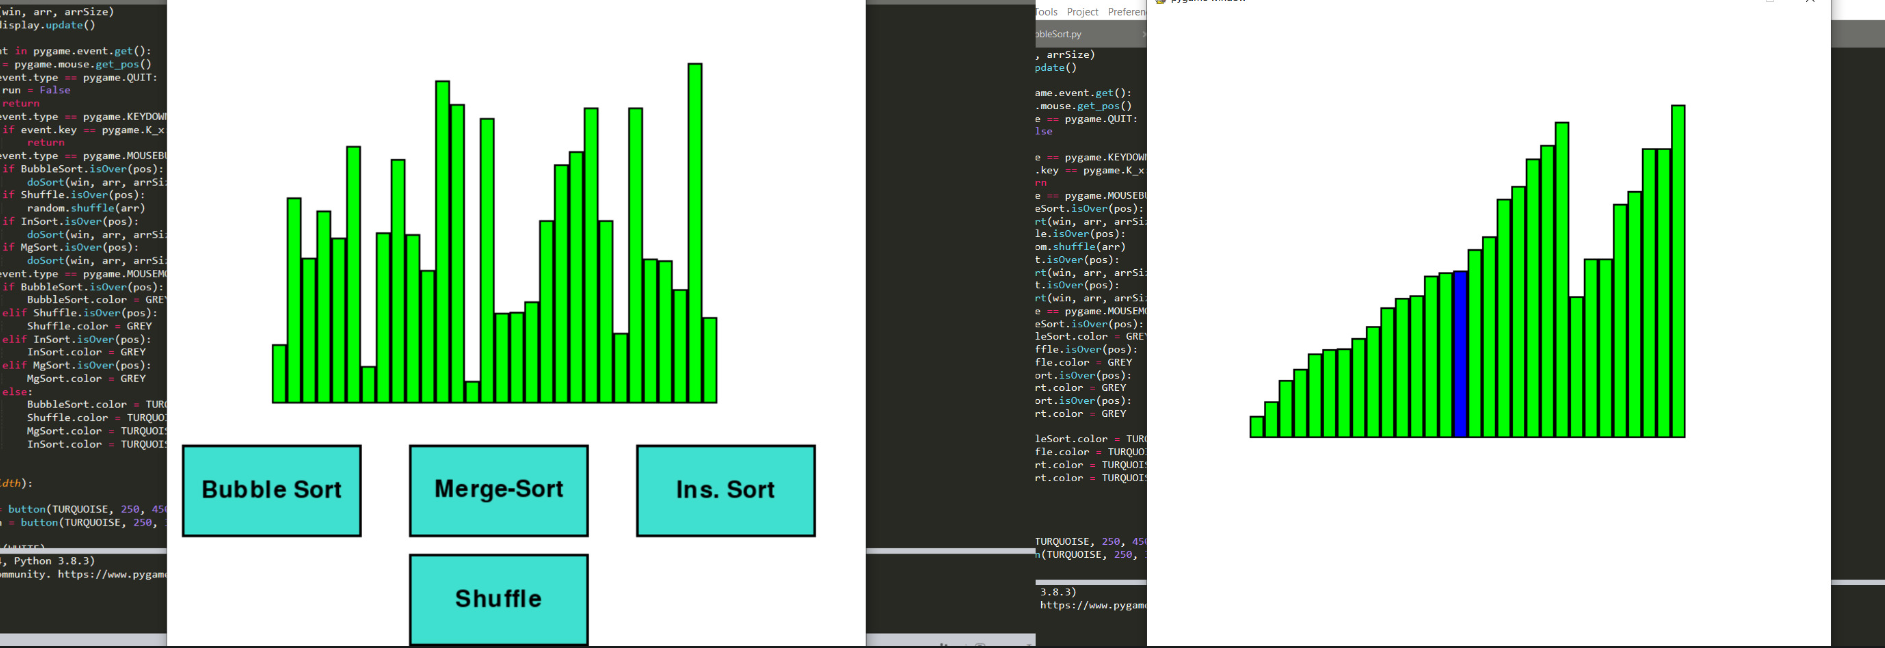 (win, arr, arrSize)
display.update()
nt in pygame.event.get():
= pygame.mouse.get_pos()
event.type == pygame.QUIT:
run = False
return
event.type == pygame.KEYDOWN
if event.key == pygame.K_x
return
event.type == pygame.MOUSEBU
if BubbleSort.isOver(pos):
doSort(win, arr, arrSi
if Shuffle.isOver(pos):
random.shuffle(arr)
if InSort.isOver(pos):
doSort(win, arr, arrSi
if MgSort.isOver(pos):
doSort(win, arr, arrSi
event.type == pygame.MOUSEMO
if BubbleSort.isOver(pos):
BubbleSort.color = GREY
elif Shuffle.isOver(pos):
Shuffle.color = GREY
elif InSort.isOver(pos):
InSort.color = GREY
elif MgSort.isOver(pos):
MgSort.color = GREY
else:
BubbleSort.color = TURQ
Shuffle.color = TURQUO
MgSort.color = TURQUOI
InSort.color = TURQUOIS
idth):
= button(TURQUOISE, 250, 450
= button(TURQUOISE, 250,
, Python 3.8.3)
mmunity. https://www.pygame
Bubble Sort
Merge-Sort
Ins. Sort
Shuffle
Tools Project Preferen
bbleSort.py
, arrSize)
pdate()
ame.event.get():
.mouse.get_pos()
e == pygame.QUIT:
lse
e == pygame.KEYDOWN
.key == pygame.K_x
rn
e == pygame.MOUSEBU
eSort.isOver(pos):
rt(win, arr, arrSi
le.isOver(pos):
om.shuffle(arr)
t.isOver(pos):
rt(win, arr, arrSi
t.isOver(pos):
rt(win, arr, arrSi
e == pygame.MOUSEMO
eSort.isOver(pos):
leSort.color = GREY
ffle.isOver(pos):
ffle.color = GREY
ort.isOver(pos):
rt.color = GREY
ort.isOver(pos):
rt.color = GREY
leSort.color = TURQ
fle.color = TURQUO
rt.color = TURQUOI
rt.color = TURQUOIS
TURQUOISE, 250, 450
n(TURQUOISE, 250,
3.8.3)
https://www.pygame
pygame window